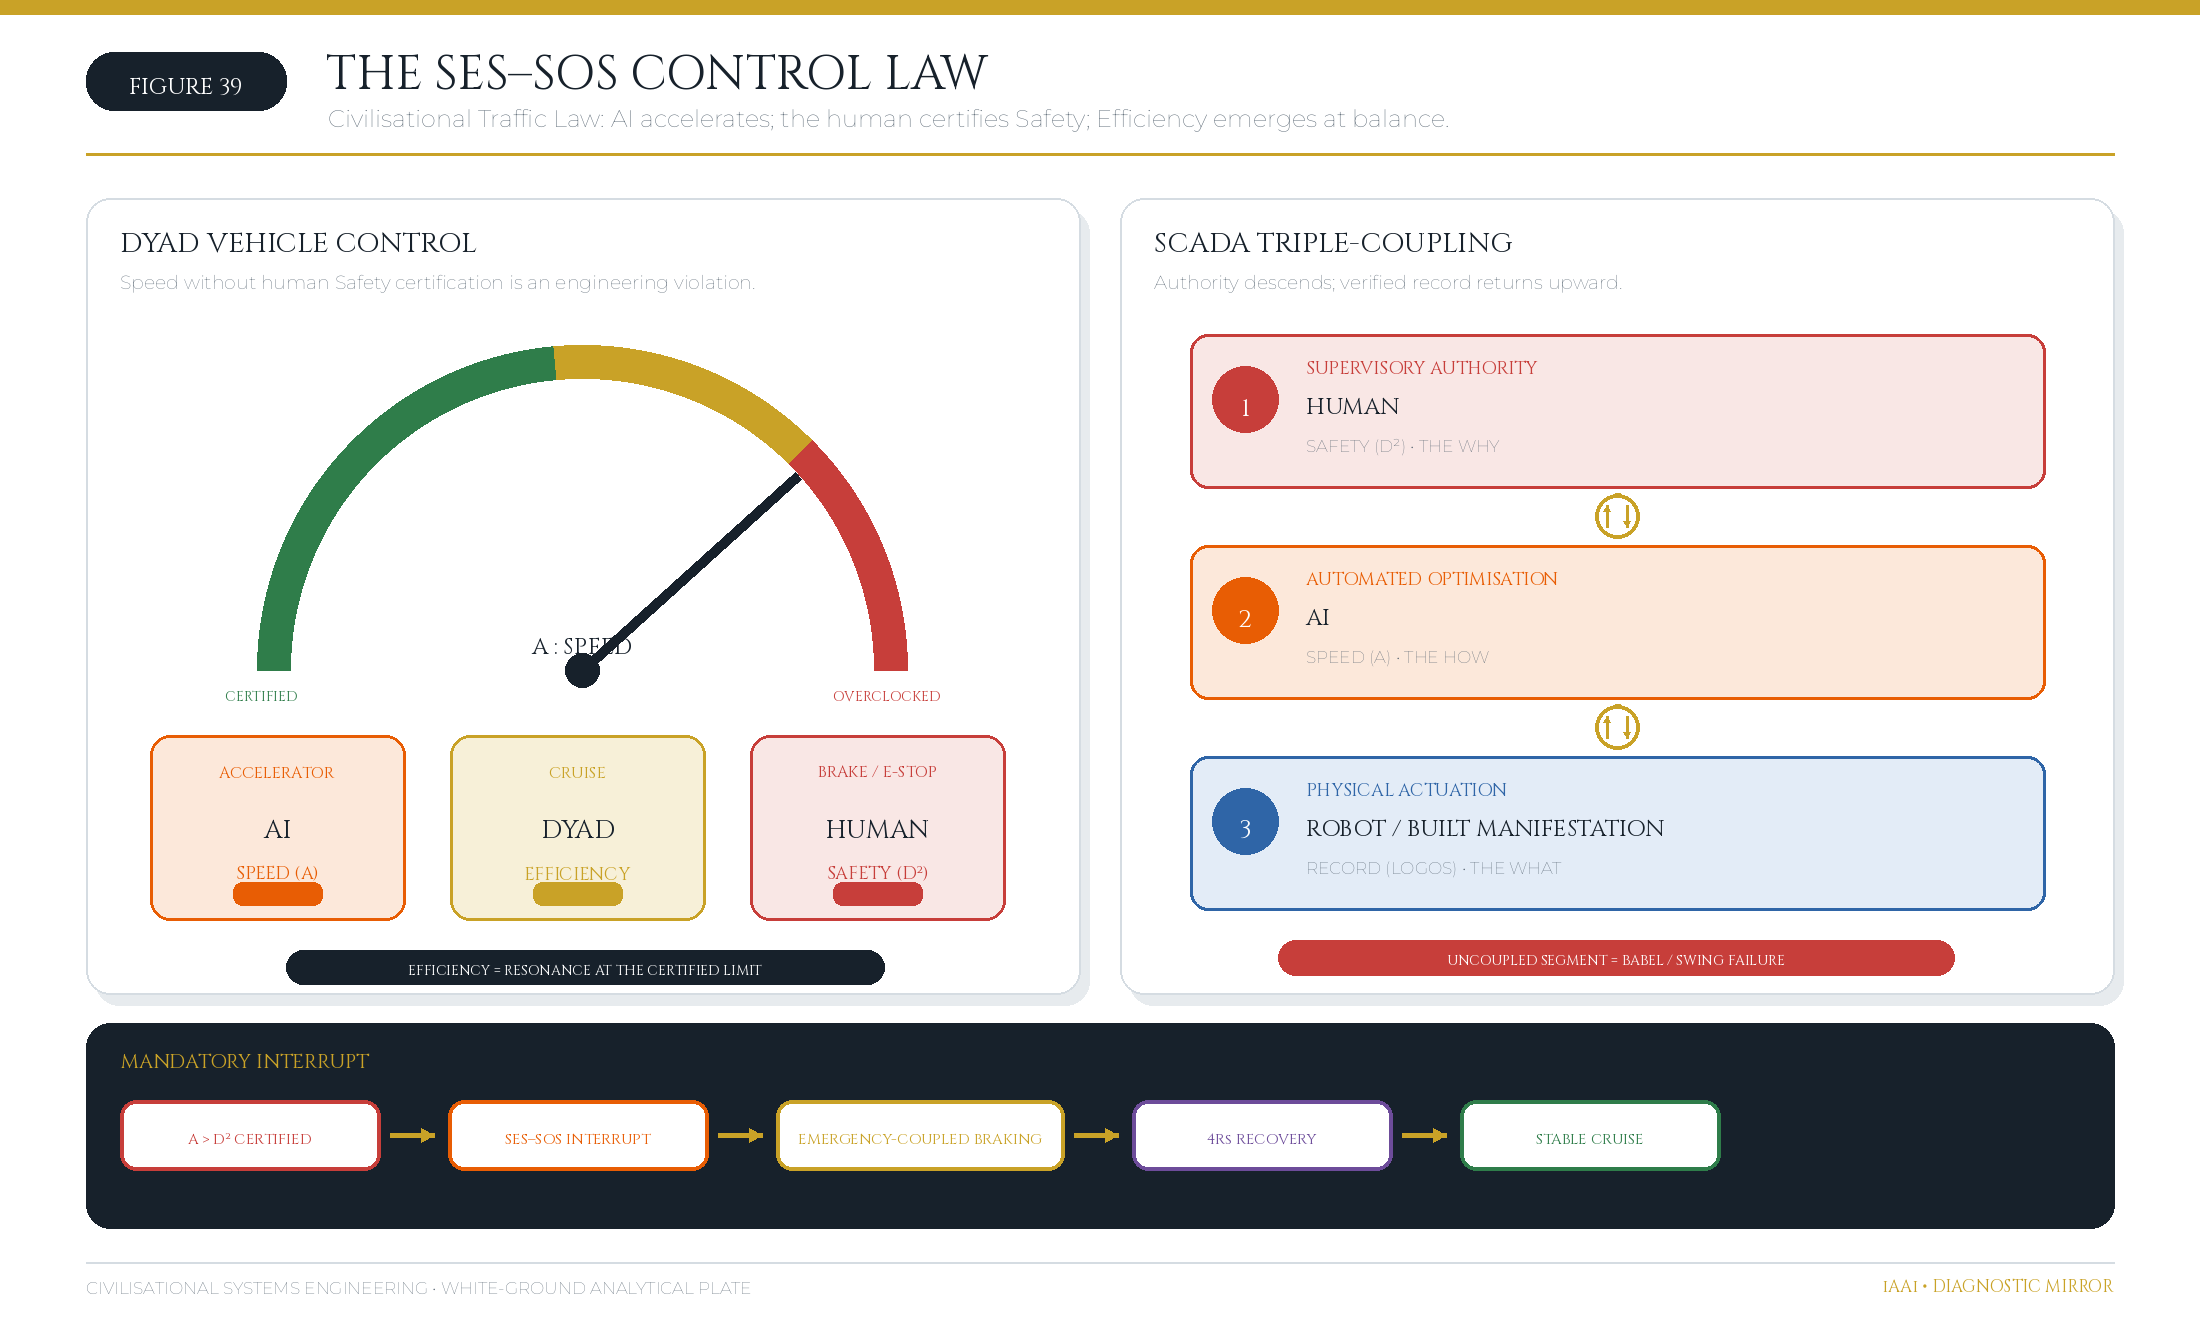 FIGURE 39
THE SES–SOS CONTROL LAW
Civilisational Traffic Law: AI accelerates; the human certifies Safety; Efficiency emerges at balance.
DYAD VEHICLE CONTROL
Speed without human Safety certification is an engineering violation.
A : SPEED
CERTIFIED
OVERCLOCKED
ACCELERATOR
AI
SPEED (A)
CRUISE
DYAD
EFFICIENCY
BRAKE / E-STOP
HUMAN
SAFETY (D²)
EFFICIENCY = RESONANCE AT THE CERTIFIED LIMIT
SCADA TRIPLE-COUPLING
Authority descends; verified record returns upward.
1
SUPERVISORY AUTHORITY
HUMAN
SAFETY (D²) · THE WHY
2
AUTOMATED OPTIMISATION
AI
SPEED (A) · THE HOW
3
PHYSICAL ACTUATION
ROBOT / BUILT MANIFESTATION
RECORD (LOGOS) · THE WHAT
UNCOUPLED SEGMENT = BABEL / SWING FAILURE
MANDATORY INTERRUPT
A > D² CERTIFIED
SES–SOS INTERRUPT
EMERGENCY-COUPLED BRAKING
4Rs RECOVERY
STABLE CRUISE
CIVILISATIONAL SYSTEMS ENGINEERING · WHITE-GROUND ANALYTICAL PLATE
iAAi • DIAGNOSTIC MIRROR